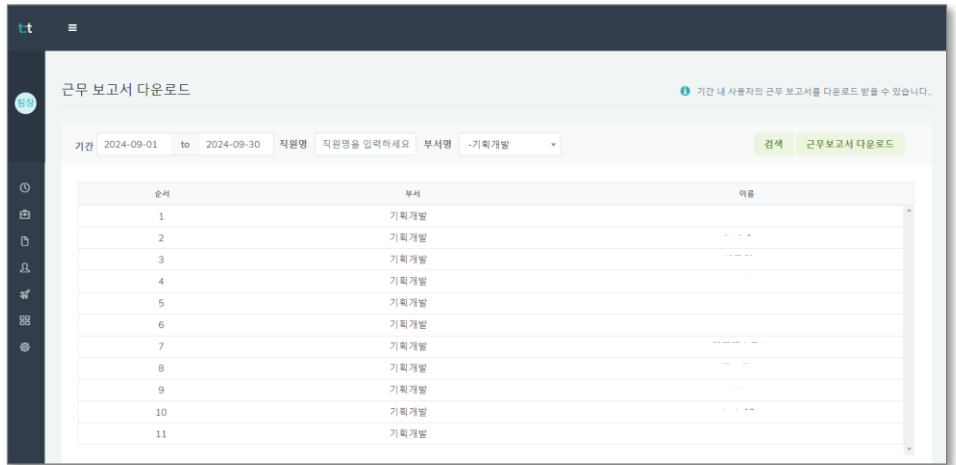 t:t ≡
팀장
근무 보고서 다운로드
기간 내 사용자의 근무 보고서를 다운로드 받을 수 있습니다..
기간 2024-09-01 to 2024-09-30 직원명 직원명을 입력하세요 부서명 -기획개발 검색 근무보고서 다운로드
순서 부서 이름
1 기획개발
2 기획개발
3 기획개발
4 기획개발
5 기획개발
6 기획개발
7 기획개발
8 기획개발
9 기획개발
10 기획개발
11 기획개발